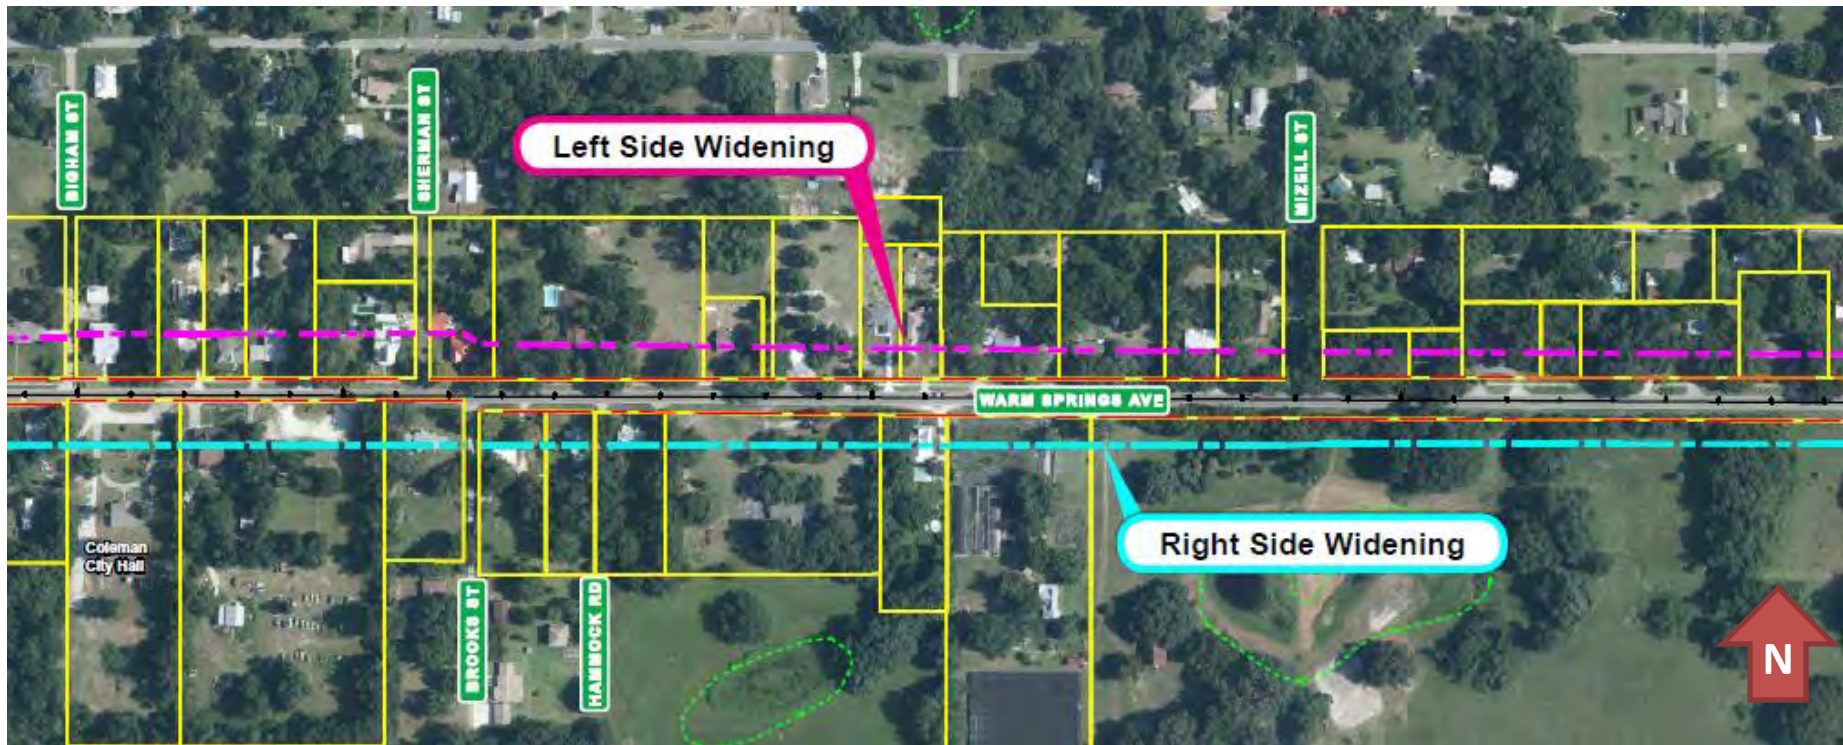 BIGHAM ST
SHERMAN ST
Left Side Widening
MIZELL ST
WARM SPRINGS AVE
Right Side Widening
Coleman
City Hall
BROOKS ST
HAMMOCK RD
N